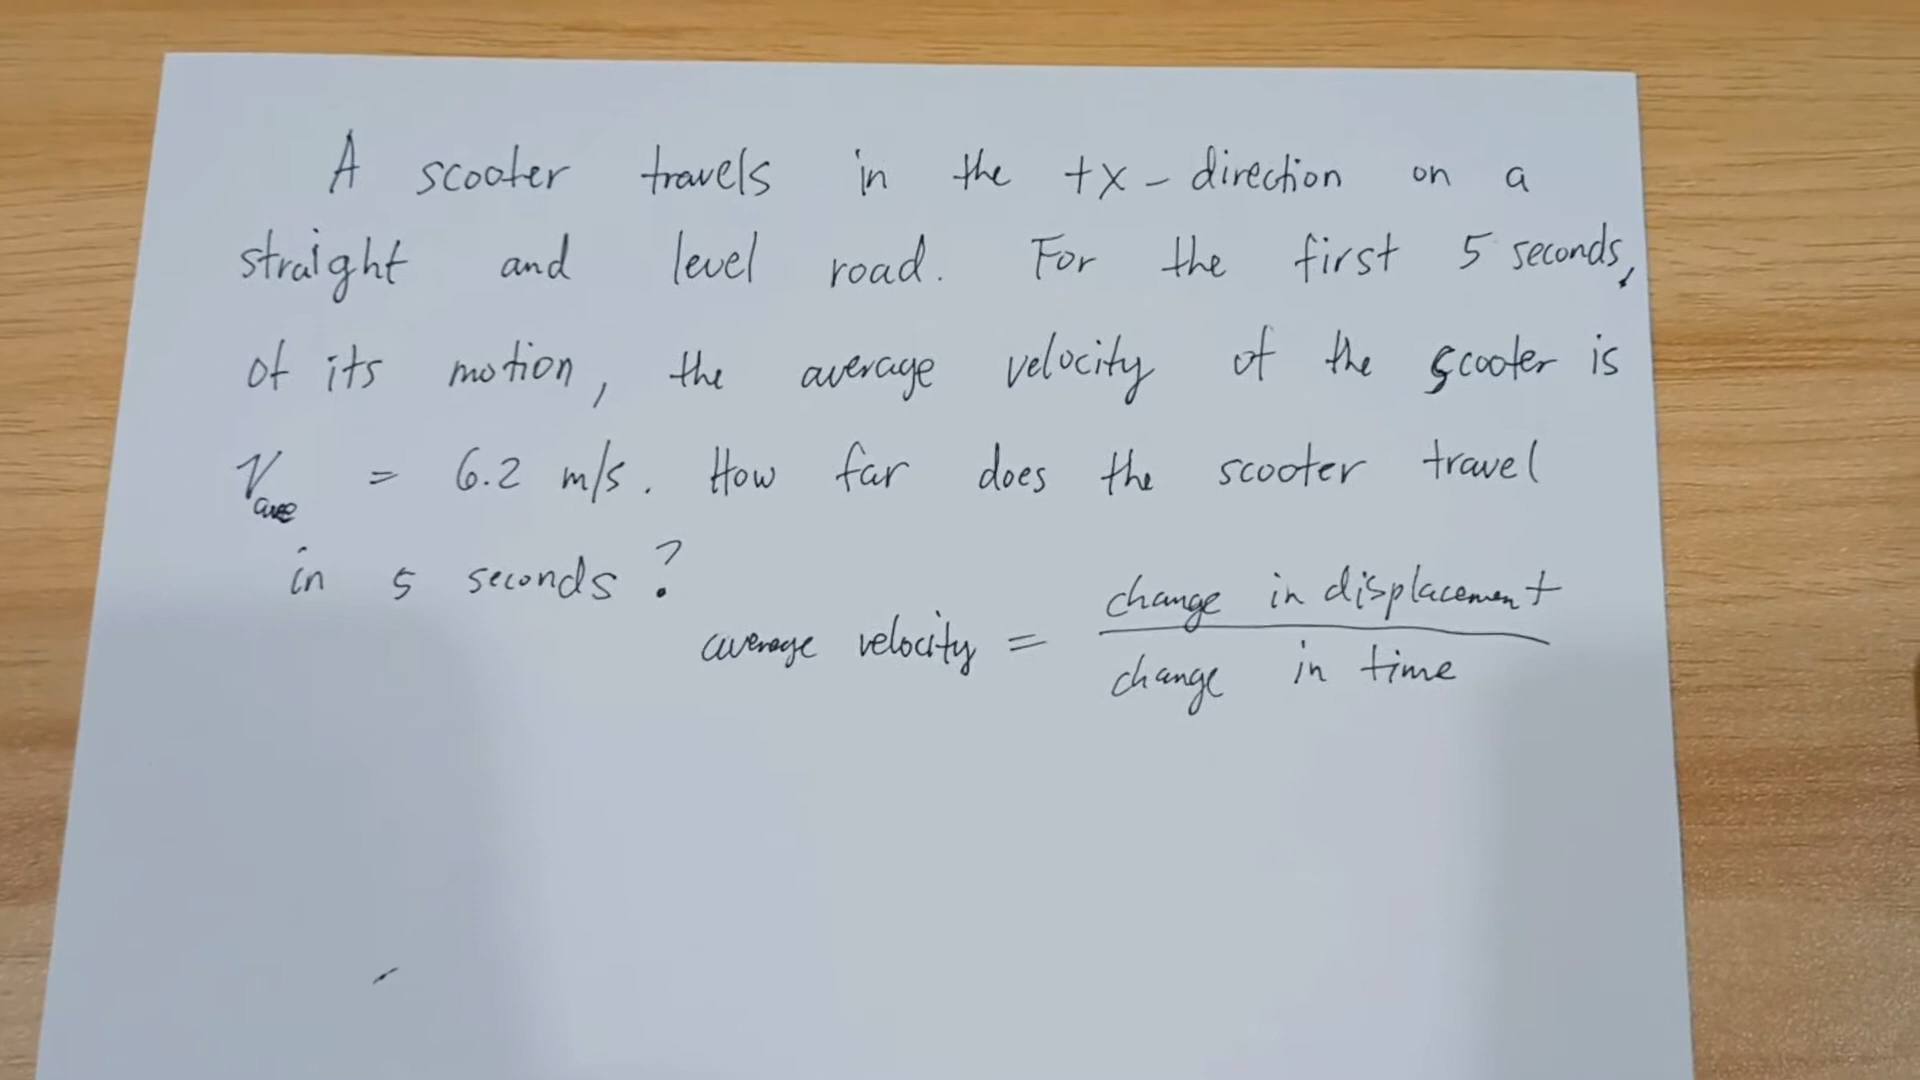 A scooter travels in the +x-direction on a
straight and level road. For the first 5 seconds,
of its motion, the average velocity of the scooter is
Vave = 6.2 m/s. How far does the scooter travel
in 5 seconds?
average velocity = change in displacement
change in time